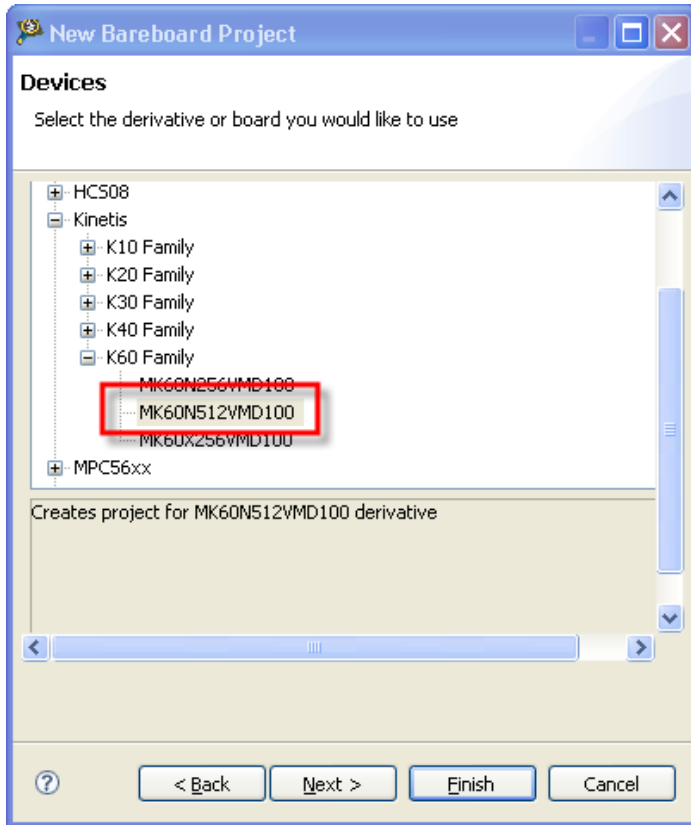 New Bareboard Project
Devices
Select the derivative or board you would like to use
HCS08
Kinetis
K10 Family
K20 Family
K30 Family
K40 Family
K60 Family
MK60N256VMD100
MK60N512VMD100
MK60X256VMD100
MPC56xx
Creates project for MK60N512VMD100 derivative
< Back Next > Finish Cancel